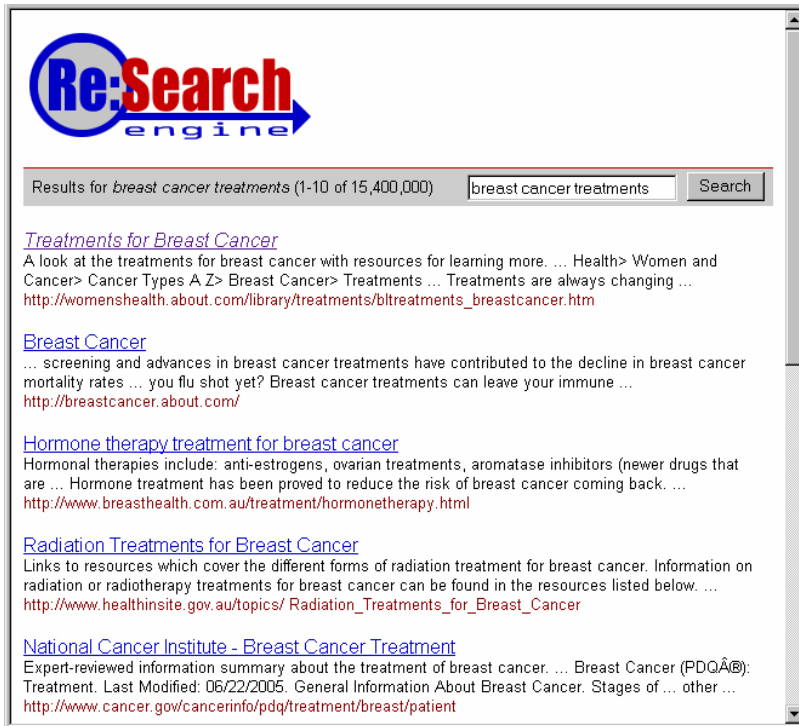 Re:Search
engine
Results for breast cancer treatments (1-10 of 15,400,000) breast cancer treatments Search
Treatments for Breast Cancer
A look at the treatments for breast cancer with resources for learning more. ... Health> Women and
Cancer> Cancer Types A Z> Breast Cancer> Treatments ... Treatments are always changing ...
http://womenshealth.about.com/library/treatments/bltreatments_breastcancer.htm
Breast Cancer
... screening and advances in breast cancer treatments have contributed to the decline in breast cancer
mortality rates ... you flu shot yet? Breast cancer treatments can leave your immune ...
http://breastcancer.about.com/
Hormone therapy treatment for breast cancer
Hormonal therapies include: anti-estrogens, ovarian treatments, aromatase inhibitors (newer drugs that
are ... Hormone treatment has been proved to reduce the risk of breast cancer coming back. ...
http://www.breasthealth.com.au/treatment/hormonetherapy.html
Radiation Treatments for Breast Cancer
Links to resources which cover the different forms of radiation treatment for breast cancer. Information on
radiation or radiotherapy treatments for breast cancer can be found in the resources listed below. ...
http://www.healthinsite.gov.au/topics/ Radiation_Treatments_for_Breast_Cancer
National Cancer Institute - Breast Cancer Treatment
Expert-reviewed information summary about the treatment of breast cancer. ... Breast Cancer (PDQÂ®):
Treatment. Last Modified: 06/22/2005. General Information About Breast Cancer. Stages of ... other ...
http://www.cancer.gov/cancerinfo/pdq/treatment/breast/patient